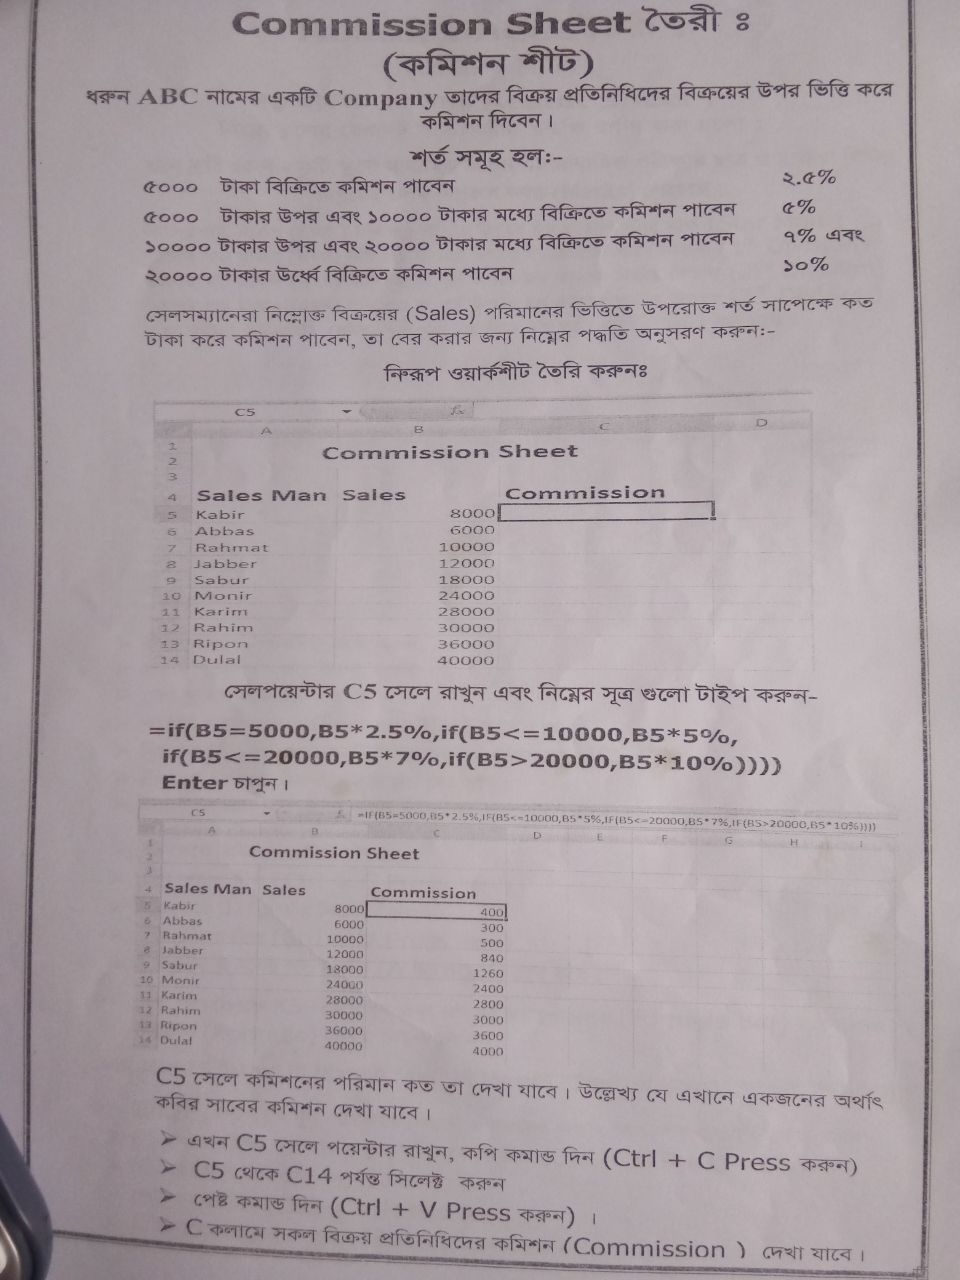 Commission Sheet তৈরী ঃ
(কমিশন শীট)
ধরুন ABC নামের একটি Company তাদের বিক্রয় প্রতিনিধিদের বিক্রয়ের উপর ভিত্তি করে
কমিশন দিবেন।
শর্ত সমূহ হল:-
৫০০০ টাকা বিক্রিতে কমিশন পাবেন ২.৫%
৫০০০ টাকার উপর এবং ১০০০০ টাকার মধ্যে বিক্রিতে কমিশন পাবেন ৫%
১০০০০ টাকার উপর এবং ২০০০০ টাকার মধ্যে বিক্রিতে কমিশন পাবেন ৭% এবং
২০০০০ টাকার উর্ধ্বে বিক্রিতে কমিশন পাবেন ১০%
সেলসম্যানেরা নিম্নোক্ত বিক্রয়ের (Sales) পরিমানের ভিত্তিতে উপরোক্ত শর্ত সাপেক্ষে কত
টাকা করে কমিশন পাবেন, তা বের করার জন্য নিম্নের পদ্ধতি অনুসরণ করুন:-
নিম্নরূপ ওয়ার্কশীট তৈরি করুনঃ
C5 fx
A B C D
1
2 Commission Sheet
3
4 Sales Man Sales Commission
5 Kabir 8000
6 Abbas 6000
7 Rahmat 10000
8 Jabber 12000
9 Sabur 18000
10 Monir 24000
11 Karim 28000
12 Rahim 30000
13 Ripon 36000
14 Dulal 40000
সেলপয়েন্টার C5 সেলে রাখুন এবং নিম্নের সূত্র গুলো টাইপ করুন-
=if(B5=5000,B5*2.5%,if(B5<=10000,B5*5%,
if(B5<=20000,B5*7%,if(B5>20000,B5*10%))))
Enter চাপুন।
C5 fx =IF(B5=5000,B5*2.5%,IF(B5<=10000,B5*5%,IF(B5<=20000,B5*7%,IF(B5>20000,B5*10%))))
A B C D E F G H I
1
2 Commission Sheet
3
4 Sales Man Sales Commission
5 Kabir 8000 400
6 Abbas 6000 300
7 Rahmat 10000 500
8 Jabber 12000 840
9 Sabur 18000 1260
10 Monir 24000 2400
11 Karim 28000 2800
12 Rahim 30000 3000
13 Ripon 36000 3600
14 Dulal 40000 4000
C5 সেলে কমিশনের পরিমান কত তা দেখা যাবে। উল্লেখ্য যে এখানে একজনের অর্থাৎ
কবির সাবের কমিশন দেখা যাবে।
➢ এখন C5 সেলে পয়েন্টার রাখুন, কপি কমান্ড দিন (Ctrl + C Press করুন)
➢ C5 থেকে C14 পর্যন্ত সিলেক্ট করুন
➢ পেষ্ট কমান্ড দিন (Ctrl + V Press করুন) ।
➢ C কলামে সকল বিক্রয় প্রতিনিধিদের কমিশন (Commission ) দেখা যাবে।